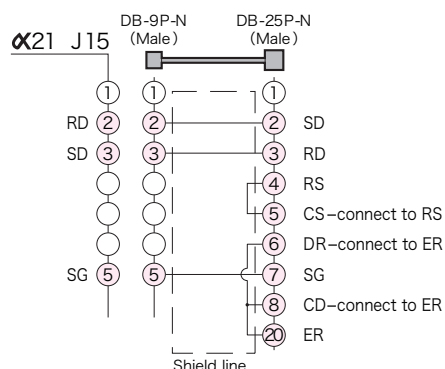 DB-9P-N DB-25P-N
(Male) (Male)
α21 J15
1 1 1
RD 2 2 2 SD
SD 3 3 3 RD
4 RS
5 CS-connect to RS
6 DR-connect to ER
SG 5 5 7 SG
8 CD-connect to ER
20 ER
Shield line